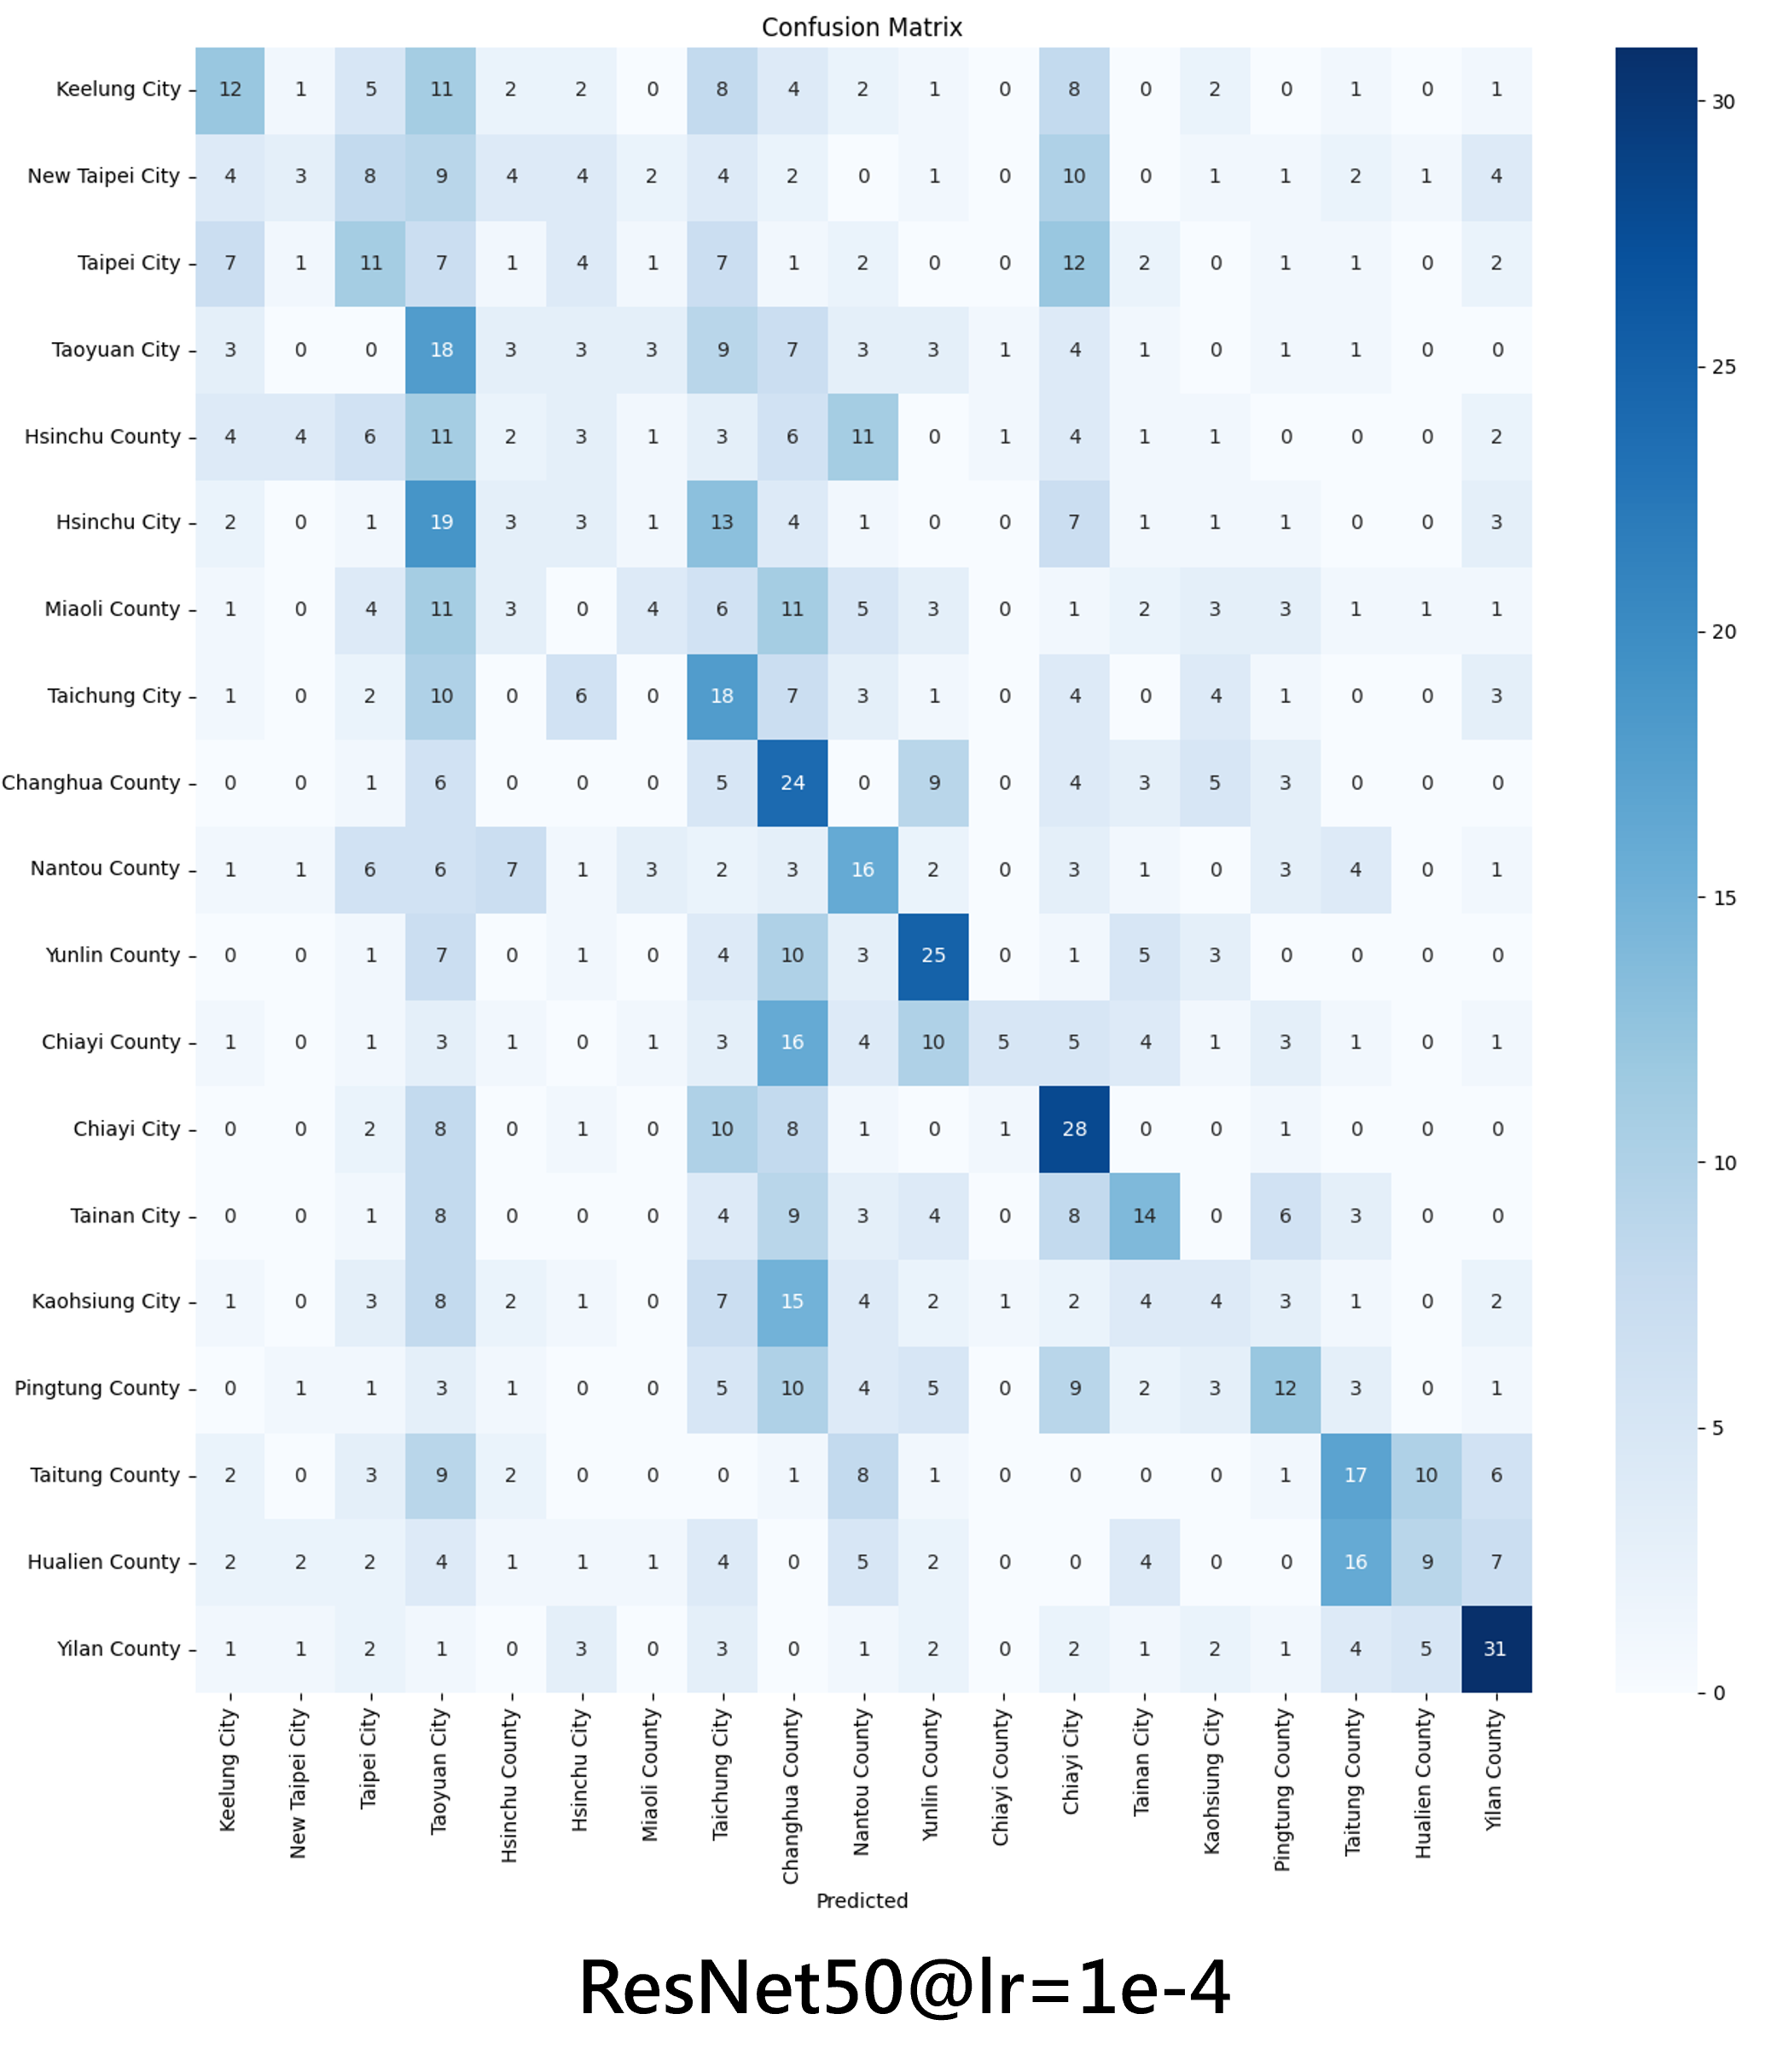 Confusion Matrix
Keelung City 12 1 5 11 2 2 0 8 4 2 1 0 8 0 2 0 1 0 1
New Taipei City 4 3 8 9 4 4 2 4 2 0 1 0 10 0 1 1 2 1 4
Taipei City 7 1 11 7 1 4 1 7 1 2 0 0 12 2 0 1 1 0 2
Taoyuan City 3 0 0 18 3 3 3 9 7 3 3 1 4 1 0 1 1 0 0
Hsinchu County 4 4 6 11 2 3 1 3 6 11 0 1 4 1 1 0 0 0 2
Hsinchu City 2 0 1 19 3 3 1 13 4 1 0 0 7 1 1 1 0 0 3
Miaoli County 1 0 4 11 3 0 4 6 11 5 3 0 1 2 3 3 1 1 1
Taichung City 1 0 2 10 0 6 0 18 7 3 1 0 4 0 4 1 0 0 3
Changhua County 0 0 1 6 0 0 0 5 24 0 9 0 4 3 5 3 0 0 0
Nantou County 1 1 6 6 7 1 3 2 3 16 2 0 3 1 0 3 4 0 1
Yunlin County 0 0 1 7 0 1 0 4 10 3 25 0 1 5 3 0 0 0 0
Chiayi County 1 0 1 3 1 0 1 3 16 4 10 5 5 4 1 3 1 0 1
Chiayi City 0 0 2 8 0 1 0 10 8 1 0 1 28 0 0 1 0 0 0
Tainan City 0 0 1 8 0 0 0 4 9 3 4 0 8 14 0 6 3 0 0
Kaohsiung City 1 0 3 8 2 1 0 7 15 4 2 1 2 4 4 3 1 0 2
Pingtung County 0 1 1 3 1 0 0 5 10 4 5 0 9 2 3 12 3 0 1
Taitung County 2 0 3 9 2 0 0 0 1 8 1 0 0 0 0 1 17 10 6
Hualien County 2 2 2 4 1 1 1 4 0 5 2 0 0 4 0 0 16 9 7
Yilan County 1 1 2 1 0 3 0 3 0 1 2 0 2 1 2 1 4 5 31
Keelung City
New Taipei City
Taipei City
Taoyuan City
Hsinchu County
Hsinchu City
Miaoli County
Taichung City
Changhua County
Nantou County
Yunlin County
Chiayi County
Chiayi City
Tainan City
Kaohsiung City
Pingtung County
Taitung County
Hualien County
Yilan County
Predicted
30
25
20
15
10
5
0
ResNet50@lr=1e-4